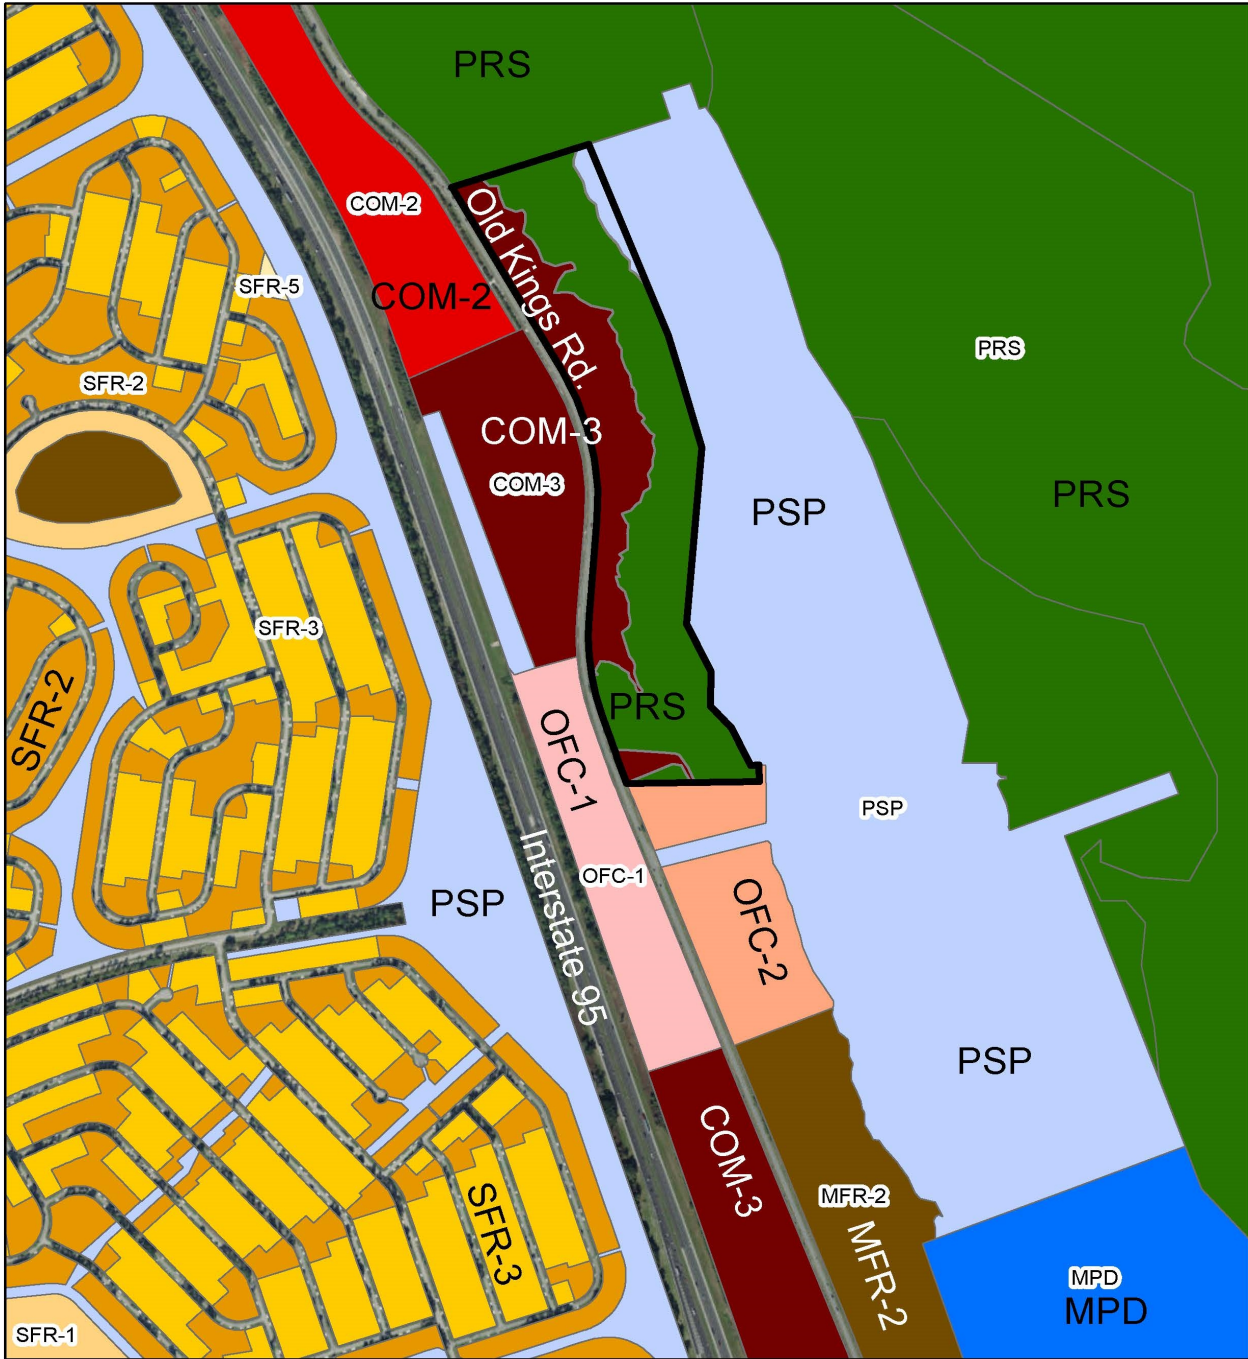 PRS
COM-2
Old Kings Rd.
SFR-5
COM-2
PRS
SFR-2
COM-3
COM-3
PRS
PSP
SFR-3
SFR-2
PRS
OFC-1
PSP
Interstate 95
OFC-1
PSP
OFC-2
PSP
COM-3
SFR-3
MFR-2
MFR-2
MPD
MPD
SFR-1